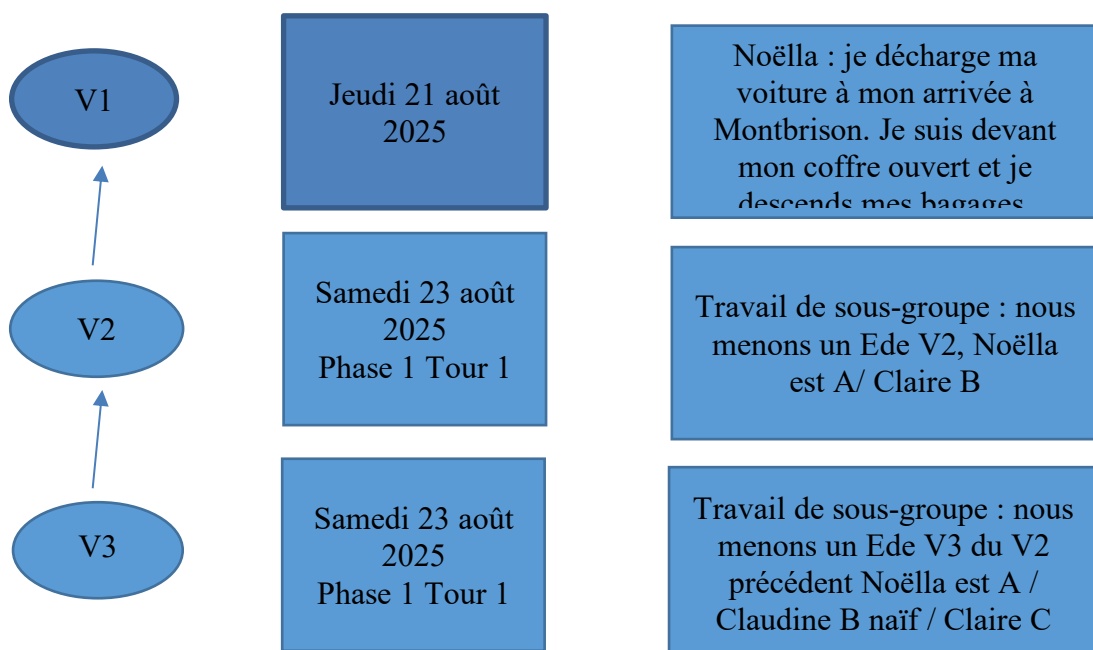 V1
Jeudi 21 août
2025
Noëlla : je décharge ma
voiture à mon arrivée à
Montbrison. Je suis devant
mon coffre ouvert et je
descends mes bagages
V2
Samedi 23 août
2025
Phase 1 Tour 1
Travail de sous-groupe : nous
menons un Ede V2, Noëlla
est A/ Claire B
V3
Samedi 23 août
2025
Phase 1 Tour 1
Travail de sous-groupe : nous
menons un Ede V3 du V2
précédent Noëlla est A /
Claudine B naïf / Claire C